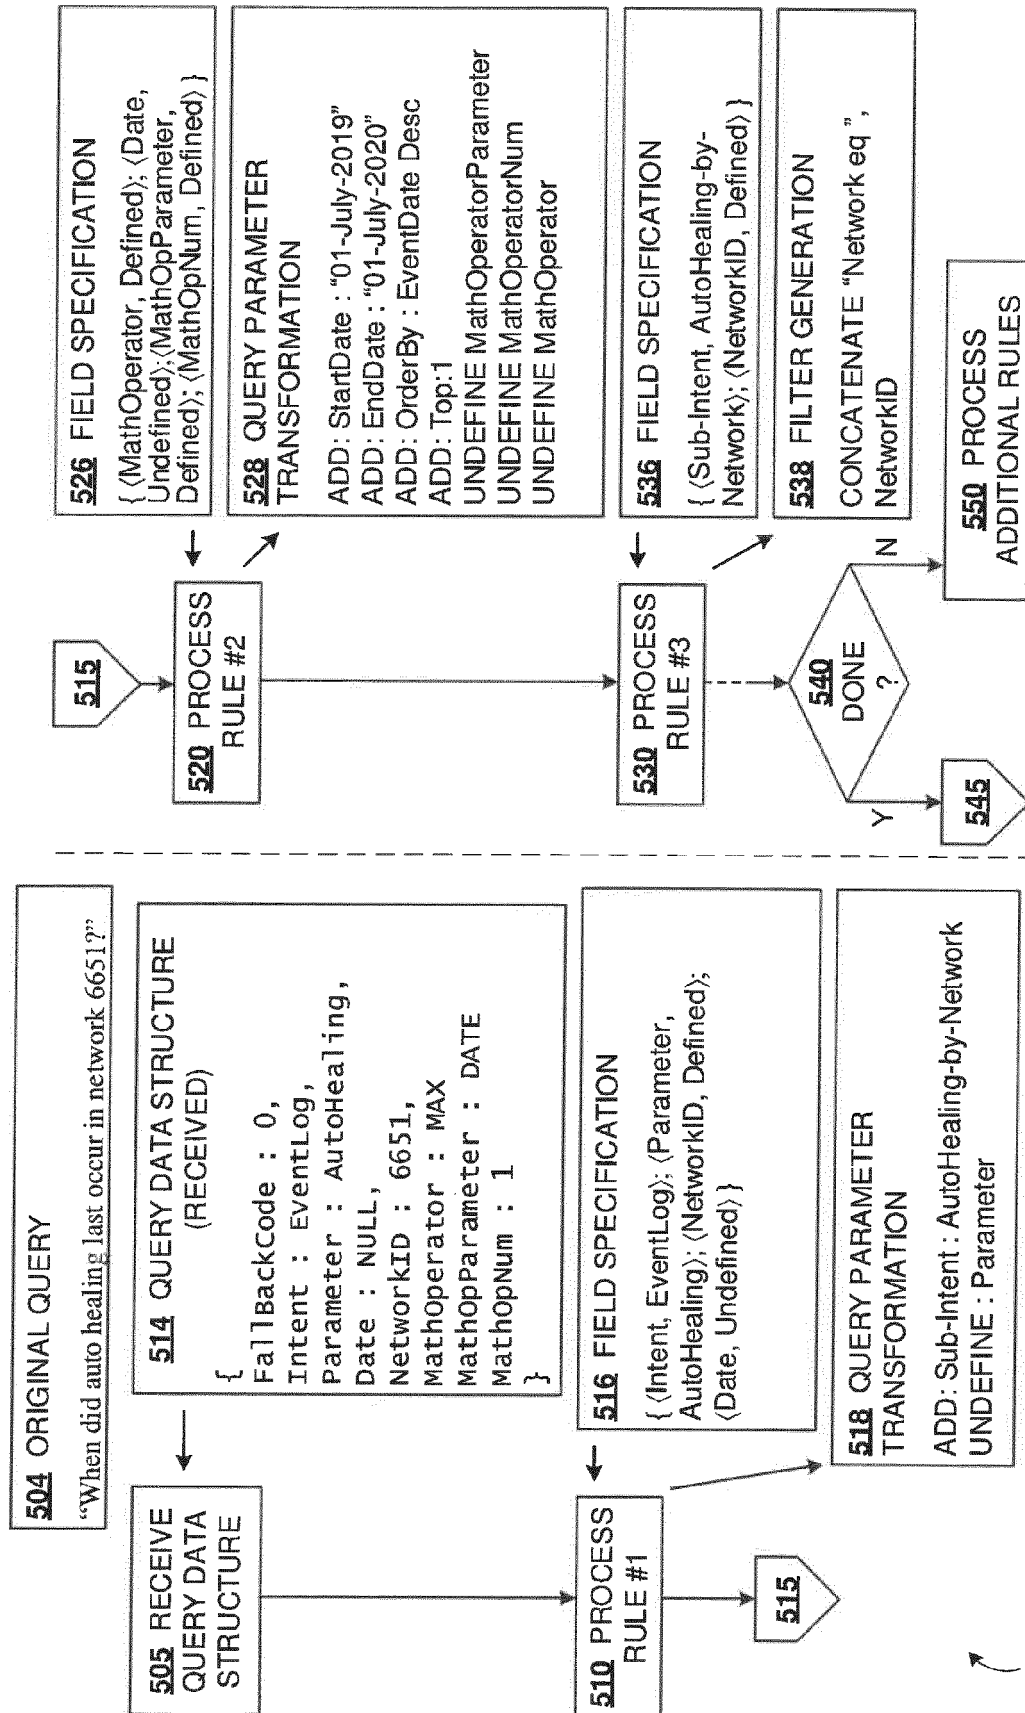 504 ORIGINAL QUERY
“When did auto healing last occur in network 6651?”
505 RECEIVE
QUERY DATA
STRUCTURE
514 QUERY DATA STRUCTURE
(RECEIVED)
{
FallBackCode : 0,
Intent : EventLog,
Parameter : AutoHealing,
Date : NULL,
NetworkID : 6651,
MathOperator : MAX
MathOpParameter : DATE
MathOpNum : 1
}
510 PROCESS
RULE #1
516 FIELD SPECIFICATION
{ ⟨Intent, EventLog⟩; ⟨Parameter,
AutoHealing⟩; ⟨NetworkID, Defined⟩;
⟨Date, Undefined⟩ }
518 QUERY PARAMETER
TRANSFORMATION
ADD: Sub-Intent : AutoHealing-by-Network
UNDEFINE : Parameter
515
515
520 PROCESS
RULE #2
526 FIELD SPECIFICATION
{ ⟨MathOperator, Defined⟩; ⟨Date,
Undefined⟩;⟨MathOpParameter,
Defined⟩; ⟨MathOpNum, Defined⟩ }
528 QUERY PARAMETER
TRANSFORMATION
ADD: StartDate : “01-July-2019”
ADD: EndDate : “01-July-2020”
ADD: OrderBy : EventDate Desc
ADD: Top:1
UNDEFINE MathOperatorParameter
UNDEFINE MathOperatorNum
UNDEFINE MathOperator
530 PROCESS
RULE #3
536 FIELD SPECIFICATION
{ ⟨Sub-Intent, AutoHealing-by-
Network⟩; ⟨NetworkID, Defined⟩ }
538 FILTER GENERATION
CONCATENATE “Network eq ”,
NetworkID
540
DONE
?
Y
N
545
550 PROCESS
ADDITIONAL RULES